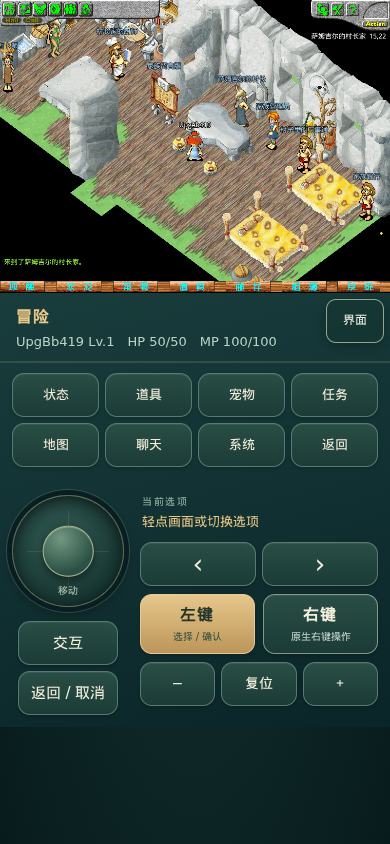 Action
萨姆吉尔的村长家 15,22
UpgBb419
来到了萨姆吉尔的村长家。
冒险
UpgBb419 Lv.1 HP 50/50 MP 100/100
界面
状态
道具
宠物
任务
地图
聊天
系统
返回
当前选项
轻点画面或切换选项
移动
‹
›
左键
选择 / 确认
右键
原生右键操作
交互
返回 / 取消
−
复位
+